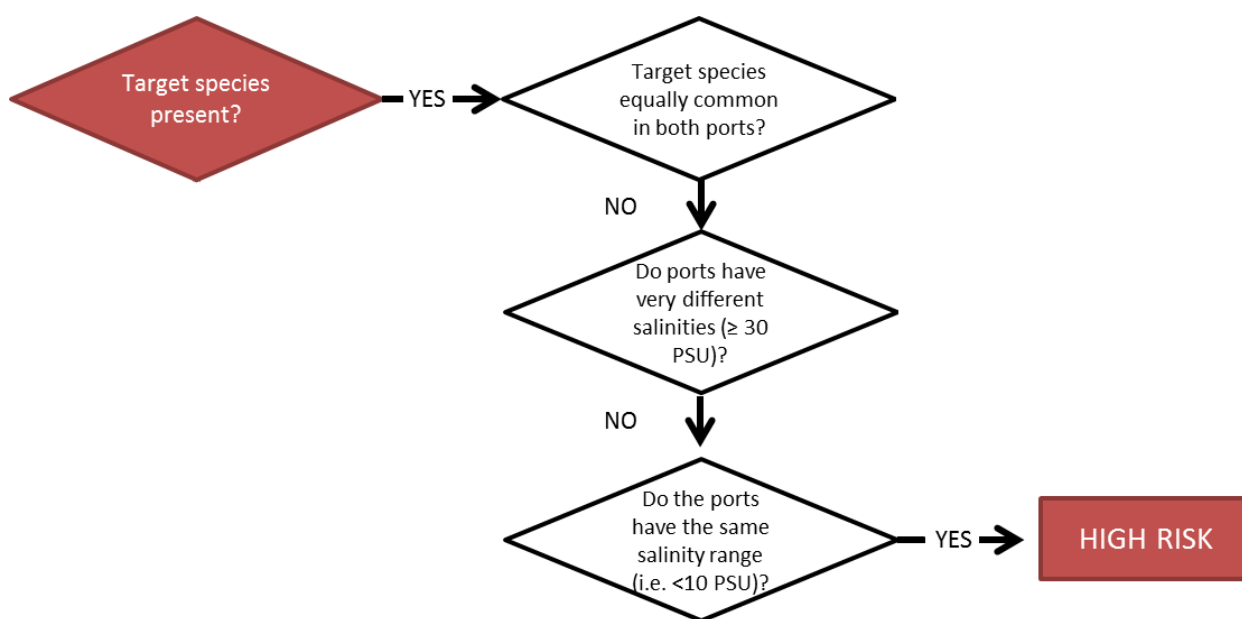 Target species
present?
YES
Target species
equally common
in both ports?
NO
Do ports have
very different
salinities (≥ 30
PSU)?
NO
Do the ports
have the same
salinity range
(i.e. <10 PSU)?
YES
HIGH RISK